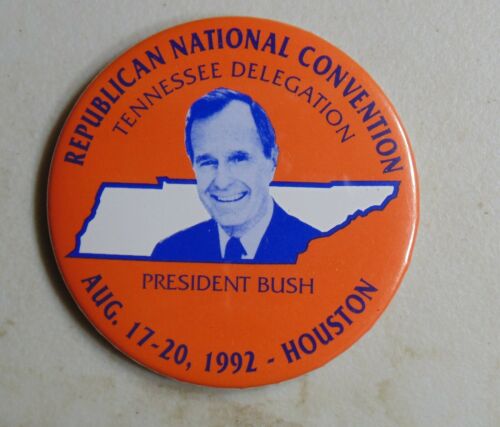 REPUBLICAN NATIONAL CONVENTION
TENNESSEE DELEGATION
PRESIDENT BUSH
AUG. 17-20, 1992 - HOUSTON